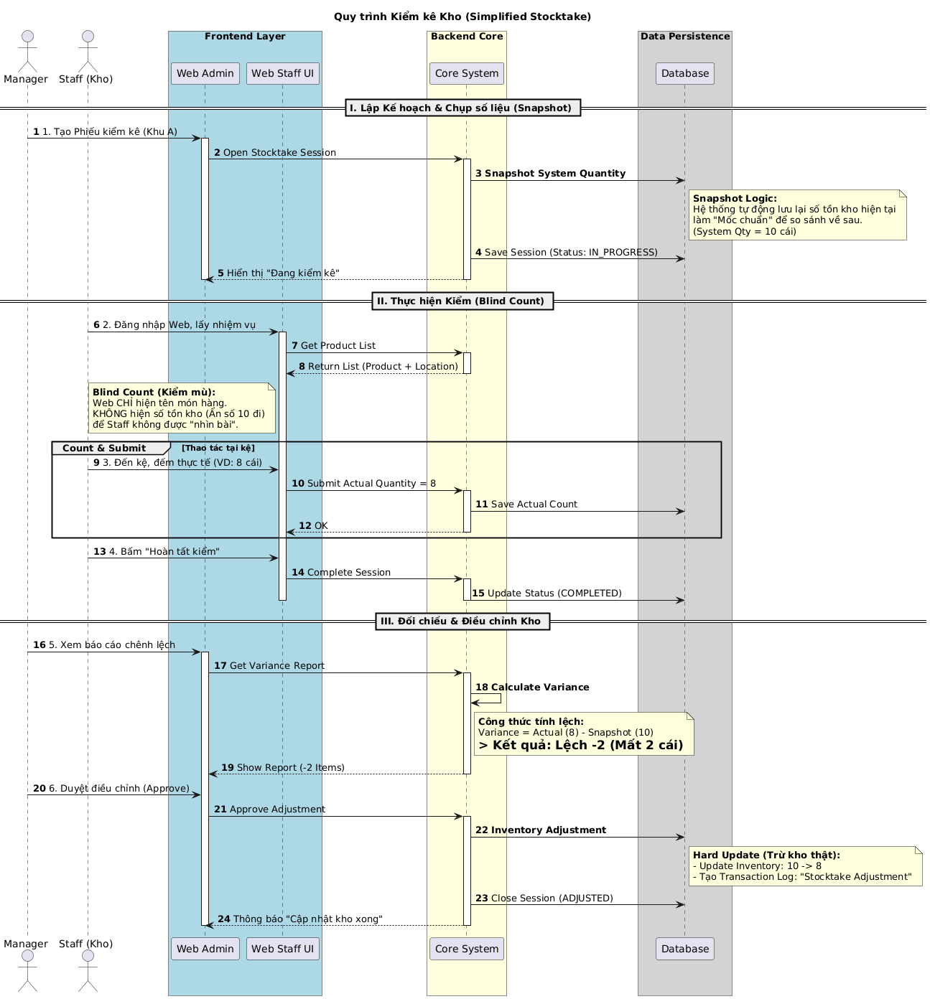 Quy trình Kiểm kê Kho (Simplified Stocktake)
Frontend Layer
Backend Core
Data Persistence
Manager
Staff (Kho)
Web Admin
Web Staff UI
Core System
Database
I. Lập Kế hoạch & Chụp số liệu (Snapshot)
1 1. Tạo Phiếu kiểm kê (Khu A)
2 Open Stocktake Session
3 Snapshot System Quantity
Snapshot Logic:
Hệ thống tự động lưu lại số tồn kho hiện tại
làm "Mốc chuẩn" để so sánh về sau.
(System Qty = 10 cái)
4 Save Session (Status: IN_PROGRESS)
5 Hiển thị "Đang kiểm kê"
II. Thực hiện Kiểm (Blind Count)
6 2. Đăng nhập Web, lấy nhiệm vụ
7 Get Product List
8 Return List (Product + Location)
Blind Count (Kiểm mù):
Web CHỈ hiện tên món hàng.
KHÔNG hiện số tồn kho (Ẩn số 10 đi)
để Staff không được "nhìn bài".
Count & Submit [Thao tác tại kệ]
9 3. Đến kệ, đếm thực tế (VD: 8 cái)
10 Submit Actual Quantity = 8
11 Save Actual Count
12 OK
13 4. Bấm "Hoàn tất kiểm"
14 Complete Session
15 Update Status (COMPLETED)
III. Đối chiếu & Điều chỉnh Kho
16 5. Xem báo cáo chênh lệch
17 Get Variance Report
18 Calculate Variance
Công thức tính lệch:
Variance = Actual (8) - Snapshot (10)
> Kết quả: Lệch -2 (Mất 2 cái)
19 Show Report (-2 Items)
20 6. Duyệt điều chỉnh (Approve)
21 Approve Adjustment
22 Inventory Adjustment
Hard Update (Trừ kho thật):
- Update Inventory: 10 -> 8
- Tạo Transaction Log: "Stocktake Adjustment"
23 Close Session (ADJUSTED)
24 Thông báo "Cập nhật kho xong"
Manager
Staff (Kho)
Web Admin
Web Staff UI
Core System
Database